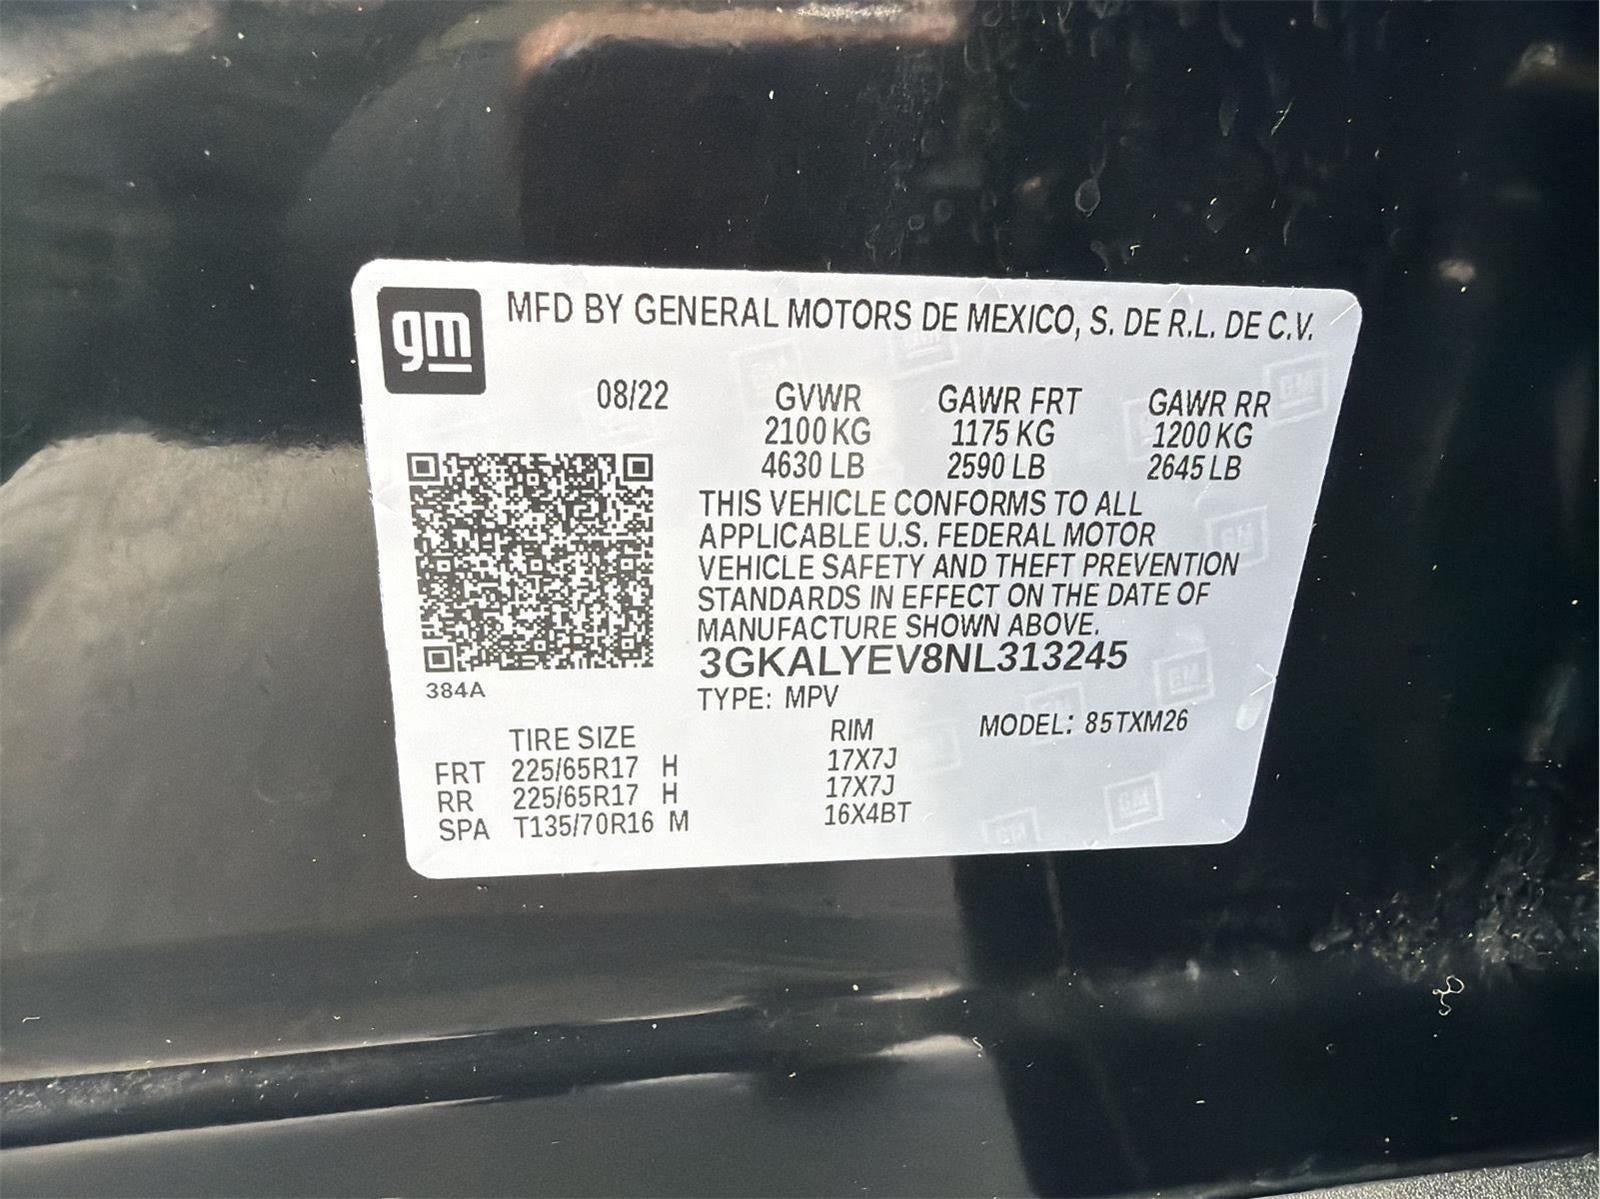 gm
MFD BY GENERAL MOTORS DE MEXICO, S. DE R.L. DE C.V.
08/22 GVWR GAWR FRT GAWR RR
2100 KG 1175 KG 1200 KG
4630 LB 2590 LB 2645 LB
THIS VEHICLE CONFORMS TO ALL
APPLICABLE U.S. FEDERAL MOTOR
VEHICLE SAFETY AND THEFT PREVENTION
STANDARDS IN EFFECT ON THE DATE OF
MANUFACTURE SHOWN ABOVE.
3GKALYEV8NL313245
384A
TYPE: MPV
MODEL: 85TXM26
TIRE SIZE RIM
FRT 225/65R17 H 17X7J
RR 225/65R17 H 17X7J
SPA T135/70R16 M 16X4BT